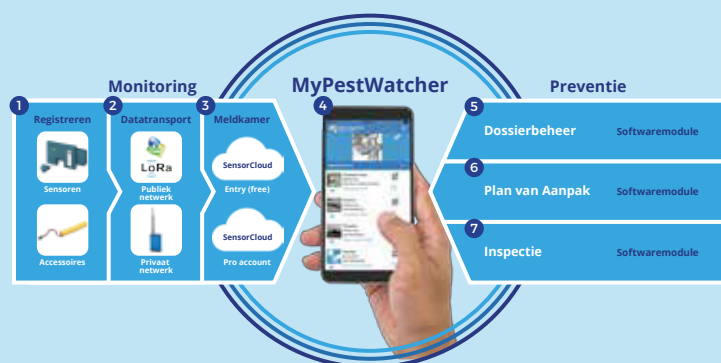 Monitoring
MyPestWatcher
Preventie
1
2
3
4
5
Registreren
Datatransport
Meldkamer
Dossierbeheer
Softwaremodule
LoRa
SensorCloud
Sensoren
Publiek
netwerk
Entry (free)
6
Plan van Aanpak
Softwaremodule
SensorCloud
Accessoires
Privaat
netwerk
Pro account
7
Inspectie
Softwaremodule